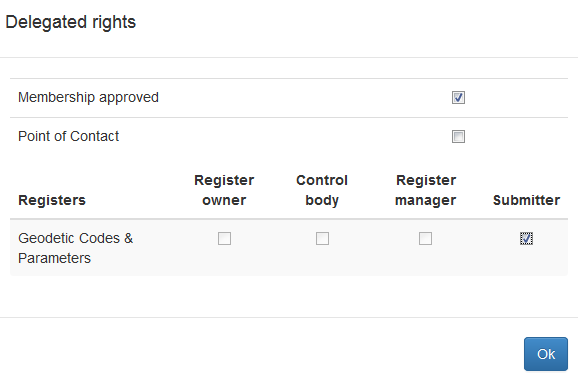 Delegated rights
Membership approved
Point of Contact
Registers
Register owner
Control body
Register manager
Submitter
Geodetic Codes &
Parameters
Ok